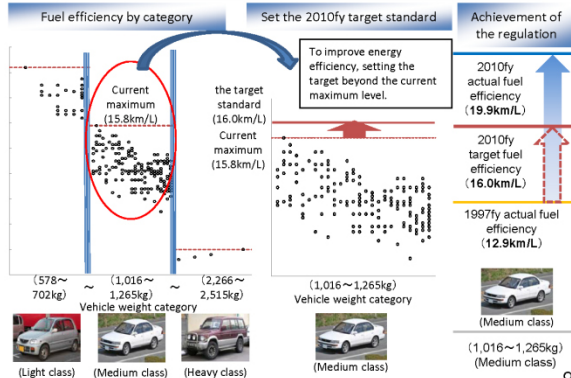 Fuel efficiency by category
Current
maximum
(15.8km/L)
(578～
702kg)
～
(1,016～
1,265kg)
～
(2,266～
2,515kg)
Vehicle weight category
(Light class)
(Medium class)
(Heavy class)
Set the 2010fy target standard
To improve energy
efficiency, setting the
target beyond the current
maximum level.
the target
standard
(16.0km/L)
Current
maximum
(15.8km/L)
(1,016～1,265kg)
Vehicle weight category
(Medium class)
Achievement of
the regulation
2010fy
actual fuel
efficiency
(19.9km/L)
2010fy
target fuel
efficiency
(16.0km/L)
1997fy actual fuel
efficiency
(12.9km/L)
(Medium class)
(1,016～1,265kg)
(Medium class)